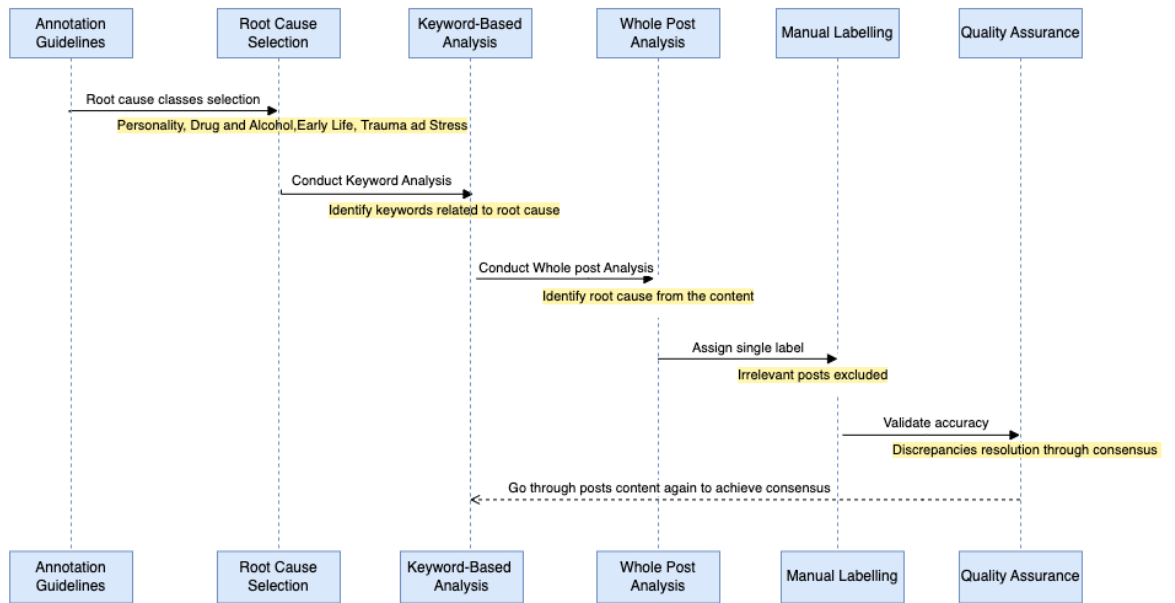 Annotation
Guidelines
Root Cause
Selection
Keyword-Based
Analysis
Whole Post
Analysis
Manual Labelling
Quality Assurance
Root cause classes selection
Personality, Drug and Alcohol,Early Life, Trauma ad Stress
Conduct Keyword Analysis
Identify keywords related to root cause
Conduct Whole post Analysis
Identify root cause from the content
Assign single label
Irrelevant posts excluded
Validate accuracy
Discrepancies resolution through consensus
Go through posts content again to achieve consensus
Annotation
Guidelines
Root Cause
Selection
Keyword-Based
Analysis
Whole Post
Analysis
Manual Labelling
Quality Assurance